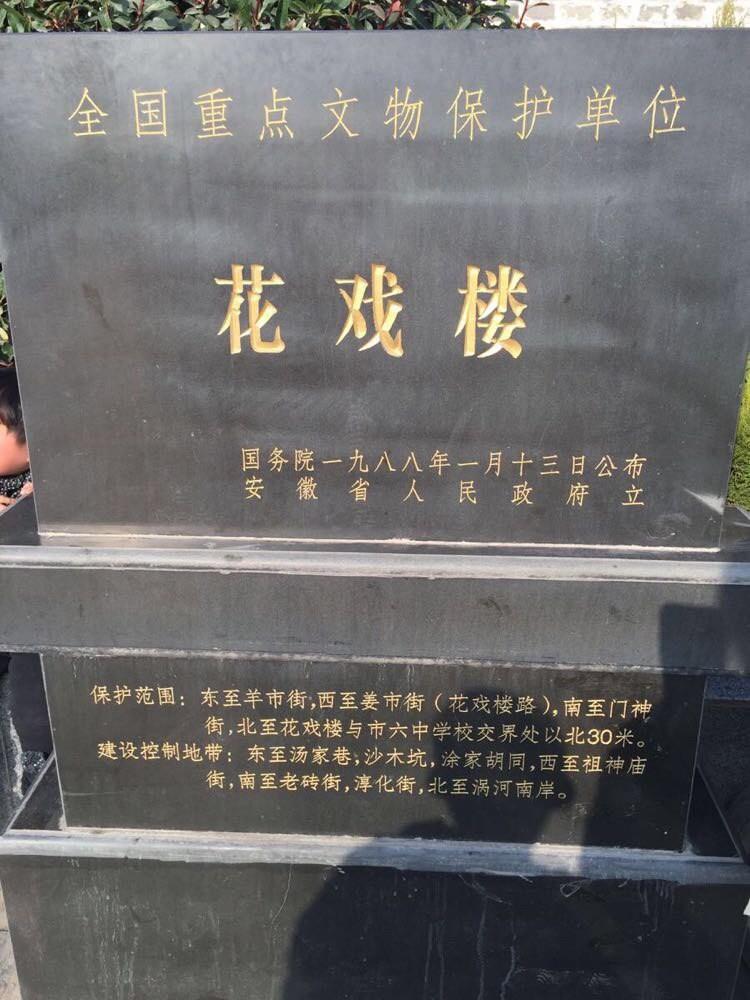 全国重点文物保护单位
花戏楼
国务院一九八八年一月十三日公布
安徽省人民政府立
保护范围：东至羊市街，西至姜市街（花戏楼路），南至门神
街，北至花戏楼与市六中学校交界处以北30米。
建设控制地带：东至汤家巷；沙木坑，涂家胡同，西至祖神庙
街，南至老砖街，淳化街，北至涡河南岸。